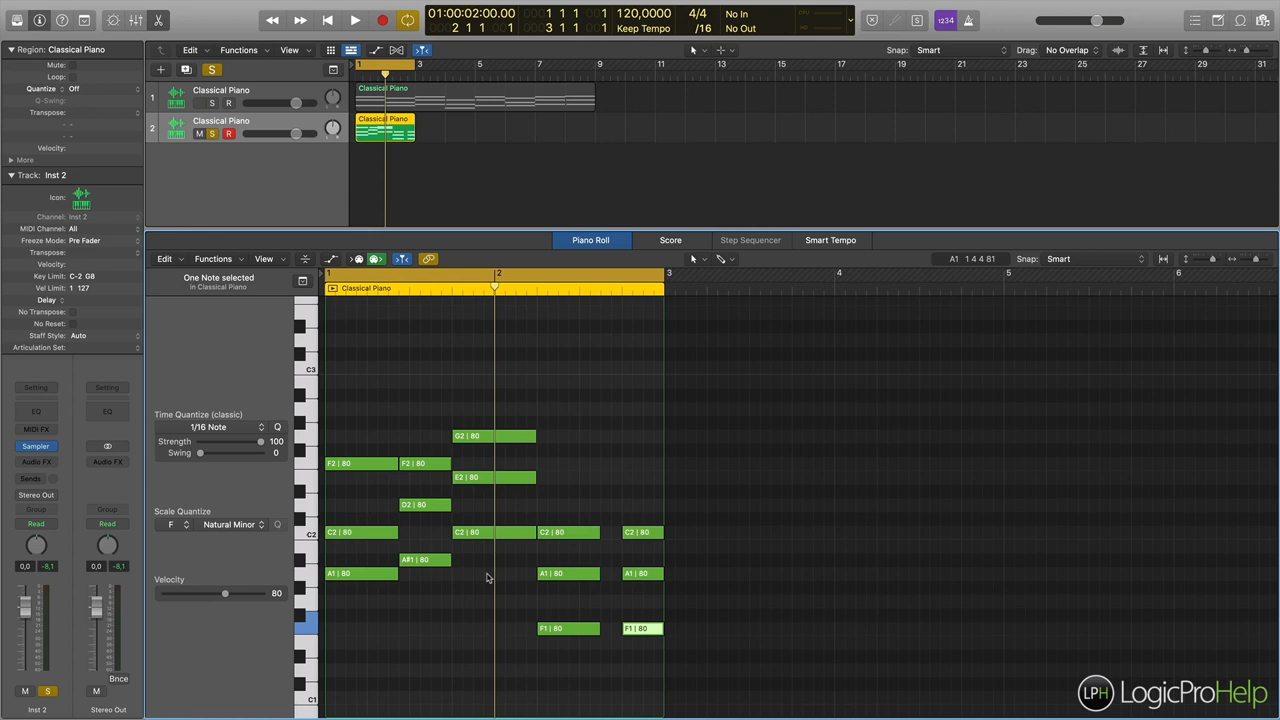 01:00:02:00.00
2 1 1 1
1 1 1
3 1 1 1
120,0000
Keep Tempo
4/4
/16
No In
No Out
CPU
HD
1234
Region: Classical Piano
Mute:
Loop:
Quantize Off
Q-Swing:
Transpose:
Velocity:
More
Track: Inst 2
Icon:
Channel: Inst 2
MIDI Channel: All
Freeze Mode: Pre Fader
Transpose:
Velocity:
Key Limit: C-2 G8
Vel Limit: 1 127
Delay
No Transpose:
No Reset:
Staff Style: Auto
Articulation Set:
Setting
Setting
EQ
EQ
MIDI FX
Sampler
Audio FX
Audio FX
Sends
Stereo Out
Group
Group
Read
Read
0,0 -8,1
0,0 -8,1
Bnce
M S
M
Inst 2
Stereo Out
Edit Functions View
Snap: Smart
Drag: No Overlap
S
1 3 5 7 9 11 13 15 17 19 21 23 25 27 29 31
1 Classical Piano
S R
Classical Piano
2 Classical Piano
M S R
Classical Piano
Piano Roll
Score
Step Sequencer
Smart Tempo
Edit Functions View
A1 1 4 4 81
Snap: Smart
One Note selected
in Classical Piano
1 2 3 4 5 6
Classical Piano
Time Quantize (classic)
1/16 Note Q
Strength 100
Swing 0
Scale Quantize
F Natural Minor Q
Velocity
80
C3
C2
C1
G2 | 80
F2 | 80
F2 | 80
E2 | 80
D2 | 80
C2 | 80
C2 | 80
C2 | 80
C2 | 80
A#1 | 80
A1 | 80
A1 | 80
A1 | 80
F1 | 80
F1 | 80
LPH LogicProHelp